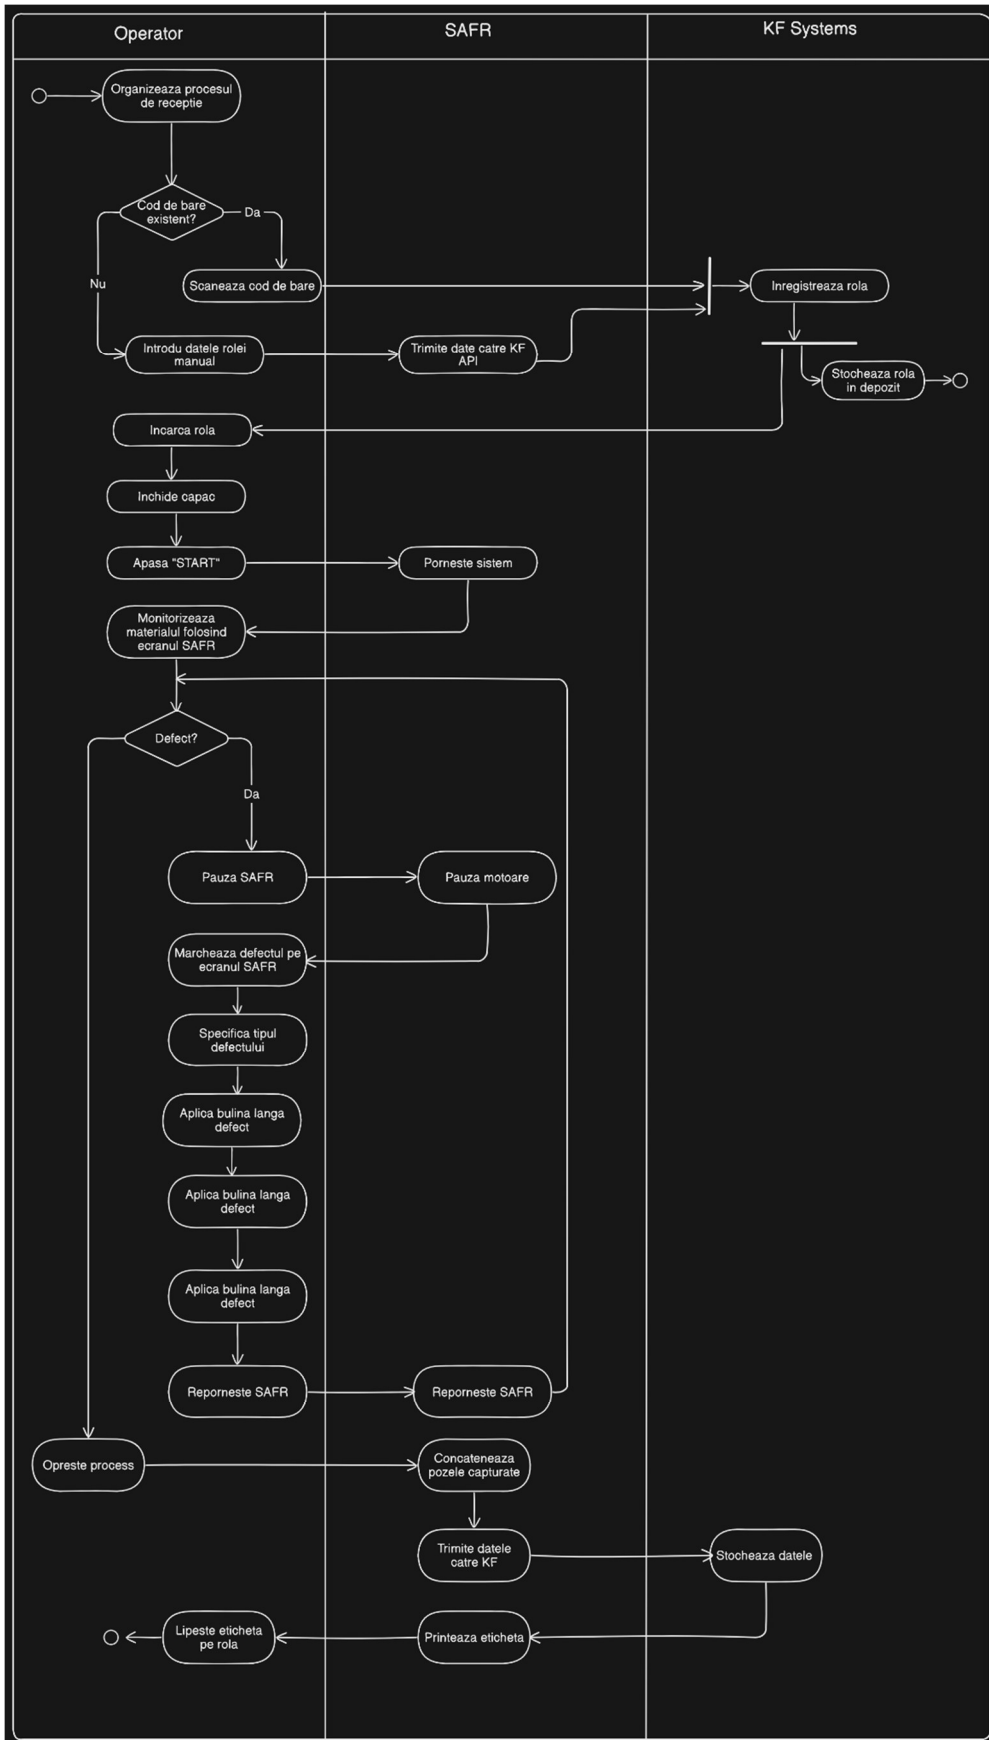 Operator
SAFR
KF Systems
Organizeaza procesul
de receptie
Cod de bare
existent?
Da
Nu
Scaneaza cod de bare
Inregistreaza rola
Introdu datele rolei
manual
Trimite date catre KF
API
Stocheaza rola
in depozit
Incarca rola
Inchide capac
Apasa "START"
Porneste sistem
Monitorizeaza
materialul folosind
ecranul SAFR
Defect?
Da
Pauza SAFR
Pauza motoare
Marcheaza defectul pe
ecranul SAFR
Specifica tipul
defectului
Aplica bulina langa
defect
Aplica bulina langa
defect
Aplica bulina langa
defect
Reporneste SAFR
Reporneste SAFR
Opreste process
Concateneaza
pozele capturate
Trimite datele
catre KF
Stocheaza datele
Lipeste eticheta
pe rola
Printeaza eticheta